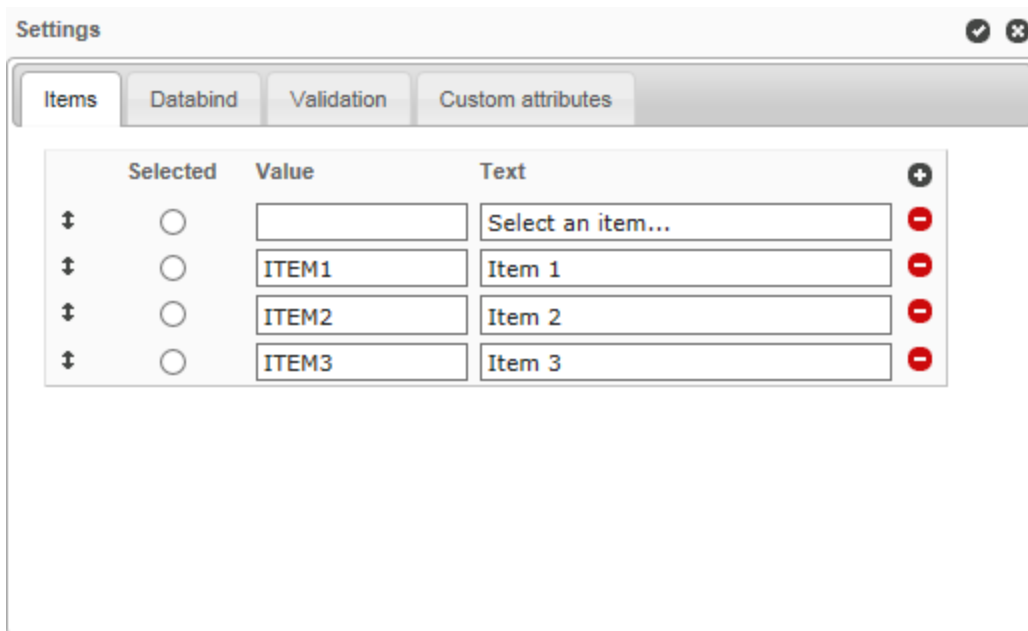 Settings
Items Databind Validation Custom attributes
Selected Value Text
Select an item...
ITEM1 Item 1
ITEM2 Item 2
ITEM3 Item 3